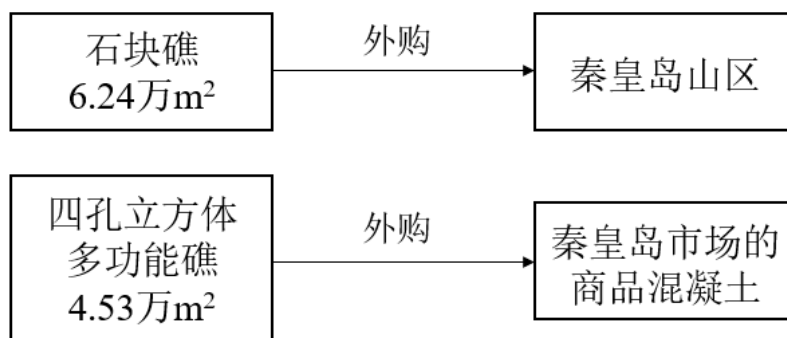 石块礁
6.24万m²
外购
秦皇岛山区
四孔立方体
多功能礁
4.53万m²
外购
秦皇岛市场的
商品混凝土